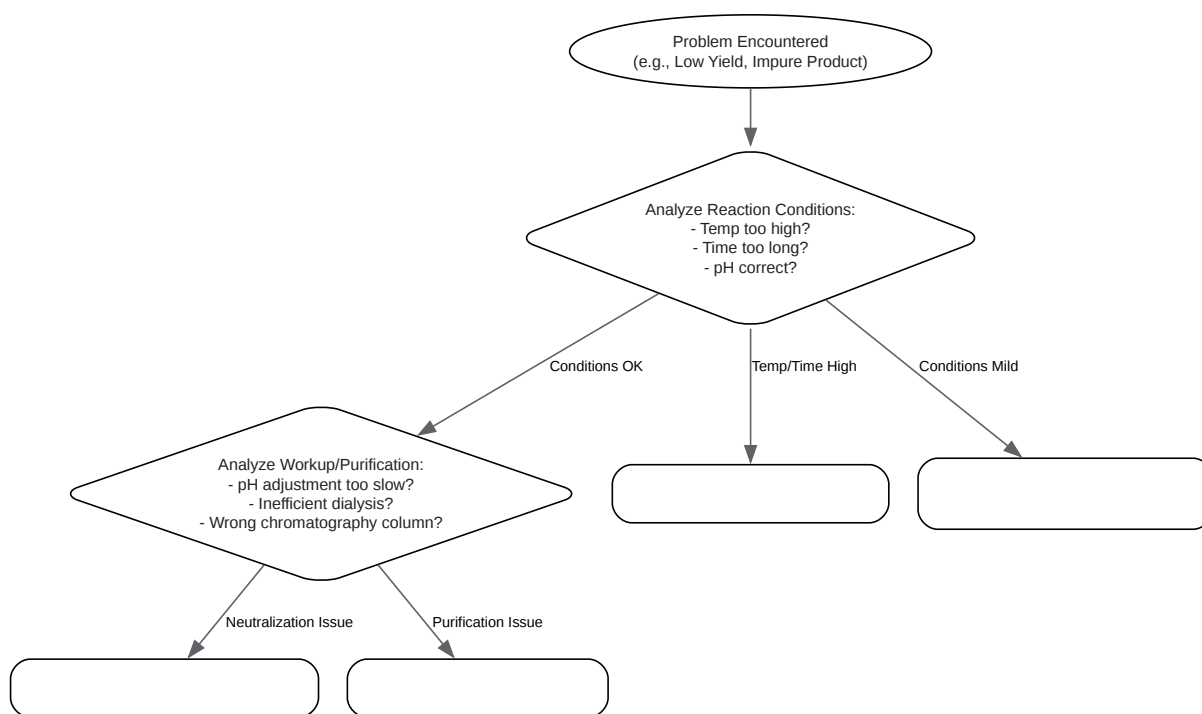 Problem Encountered
(e.g., Low Yield, Impure Product)
Analyze Reaction Conditions:
- Temp too high?
- Time too long?
- pH correct?
Conditions OK
Temp/Time High
Conditions Mild
Analyze Workup/Purification:
- pH adjustment too slow?
- Inefficient dialysis?
- Wrong chromatography column?
Neutralization Issue
Purification Issue